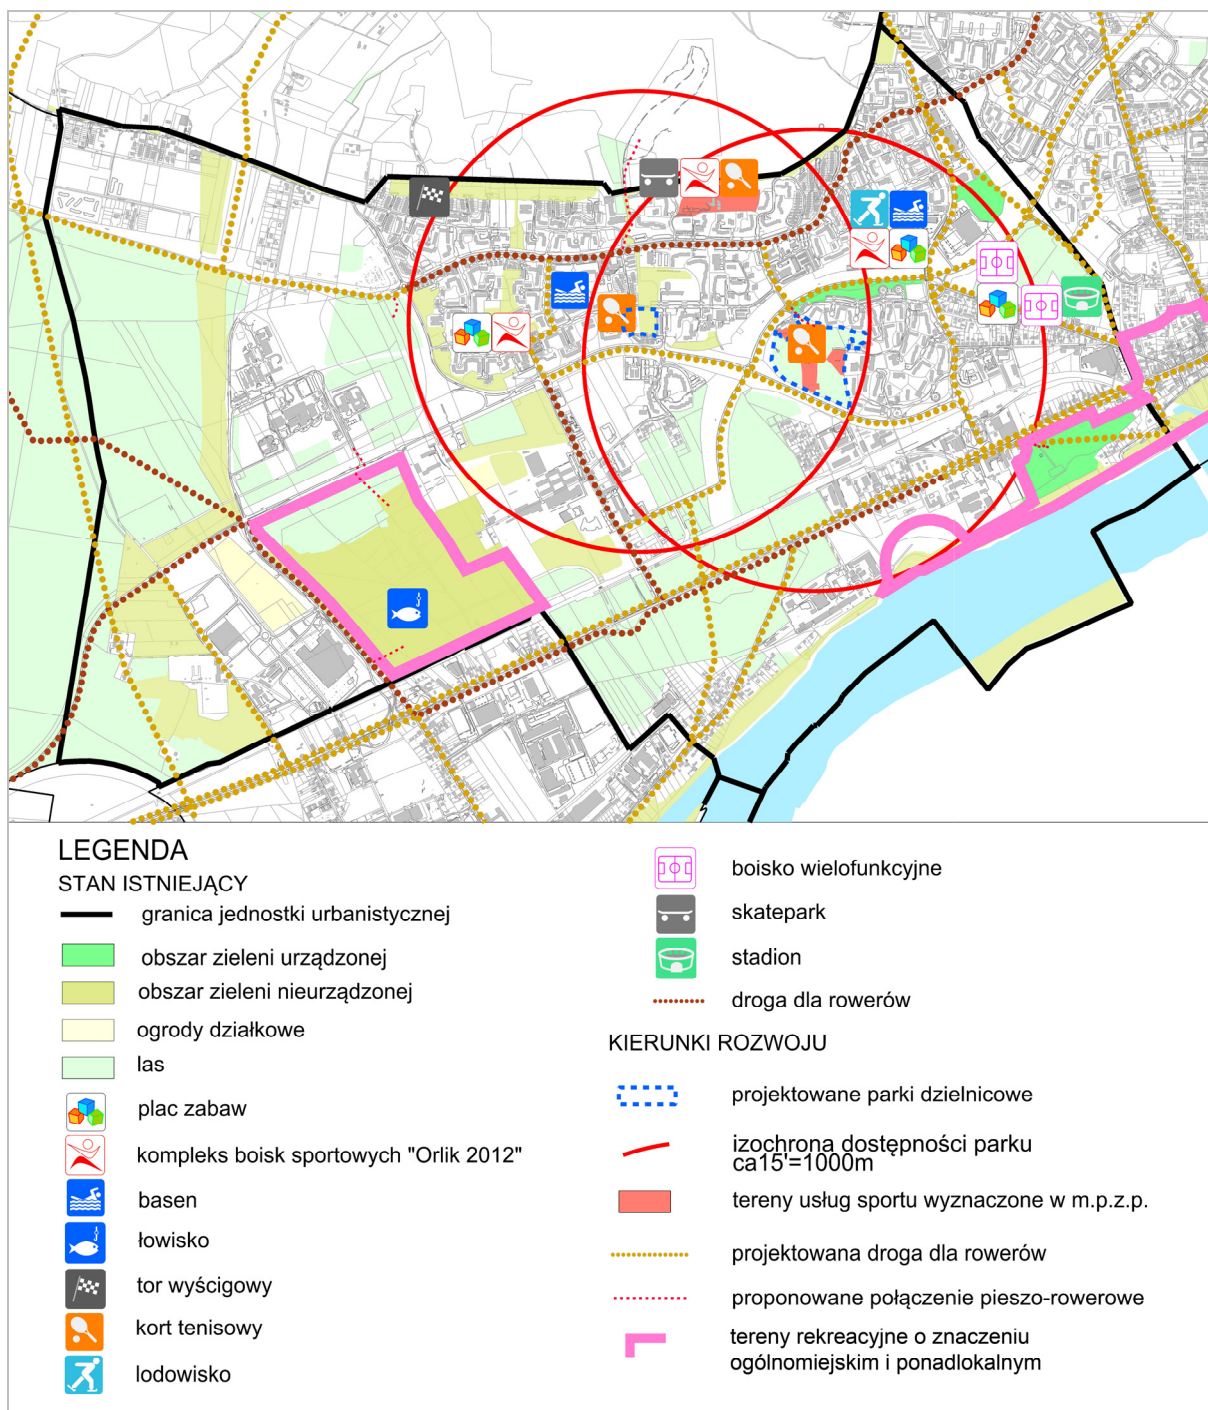 LEGENDA
STAN ISTNIEJĄCY
granica jednostki urbanistycznej
obszar zieleni urządzonej
obszar zieleni nieurządzonej
ogrody działkowe
las
plac zabaw
kompleks boisk sportowych "Orlik 2012"
basen
łowisko
tor wyścigowy
kort tenisowy
lodowisko
boisko wielofunkcyjne
skatepark
stadion
droga dla rowerów
KIERUNKI ROZWOJU
projektowane parki dzielnicowe
izochrona dostępności parku
ca15'=1000m
tereny usług sportu wyznaczone w m.p.z.p.
projektowana droga dla rowerów
proponowane połączenie pieszo-rowerowe
tereny rekreacyjne o znaczeniu
ogólnomiejskim i ponadlokalnym